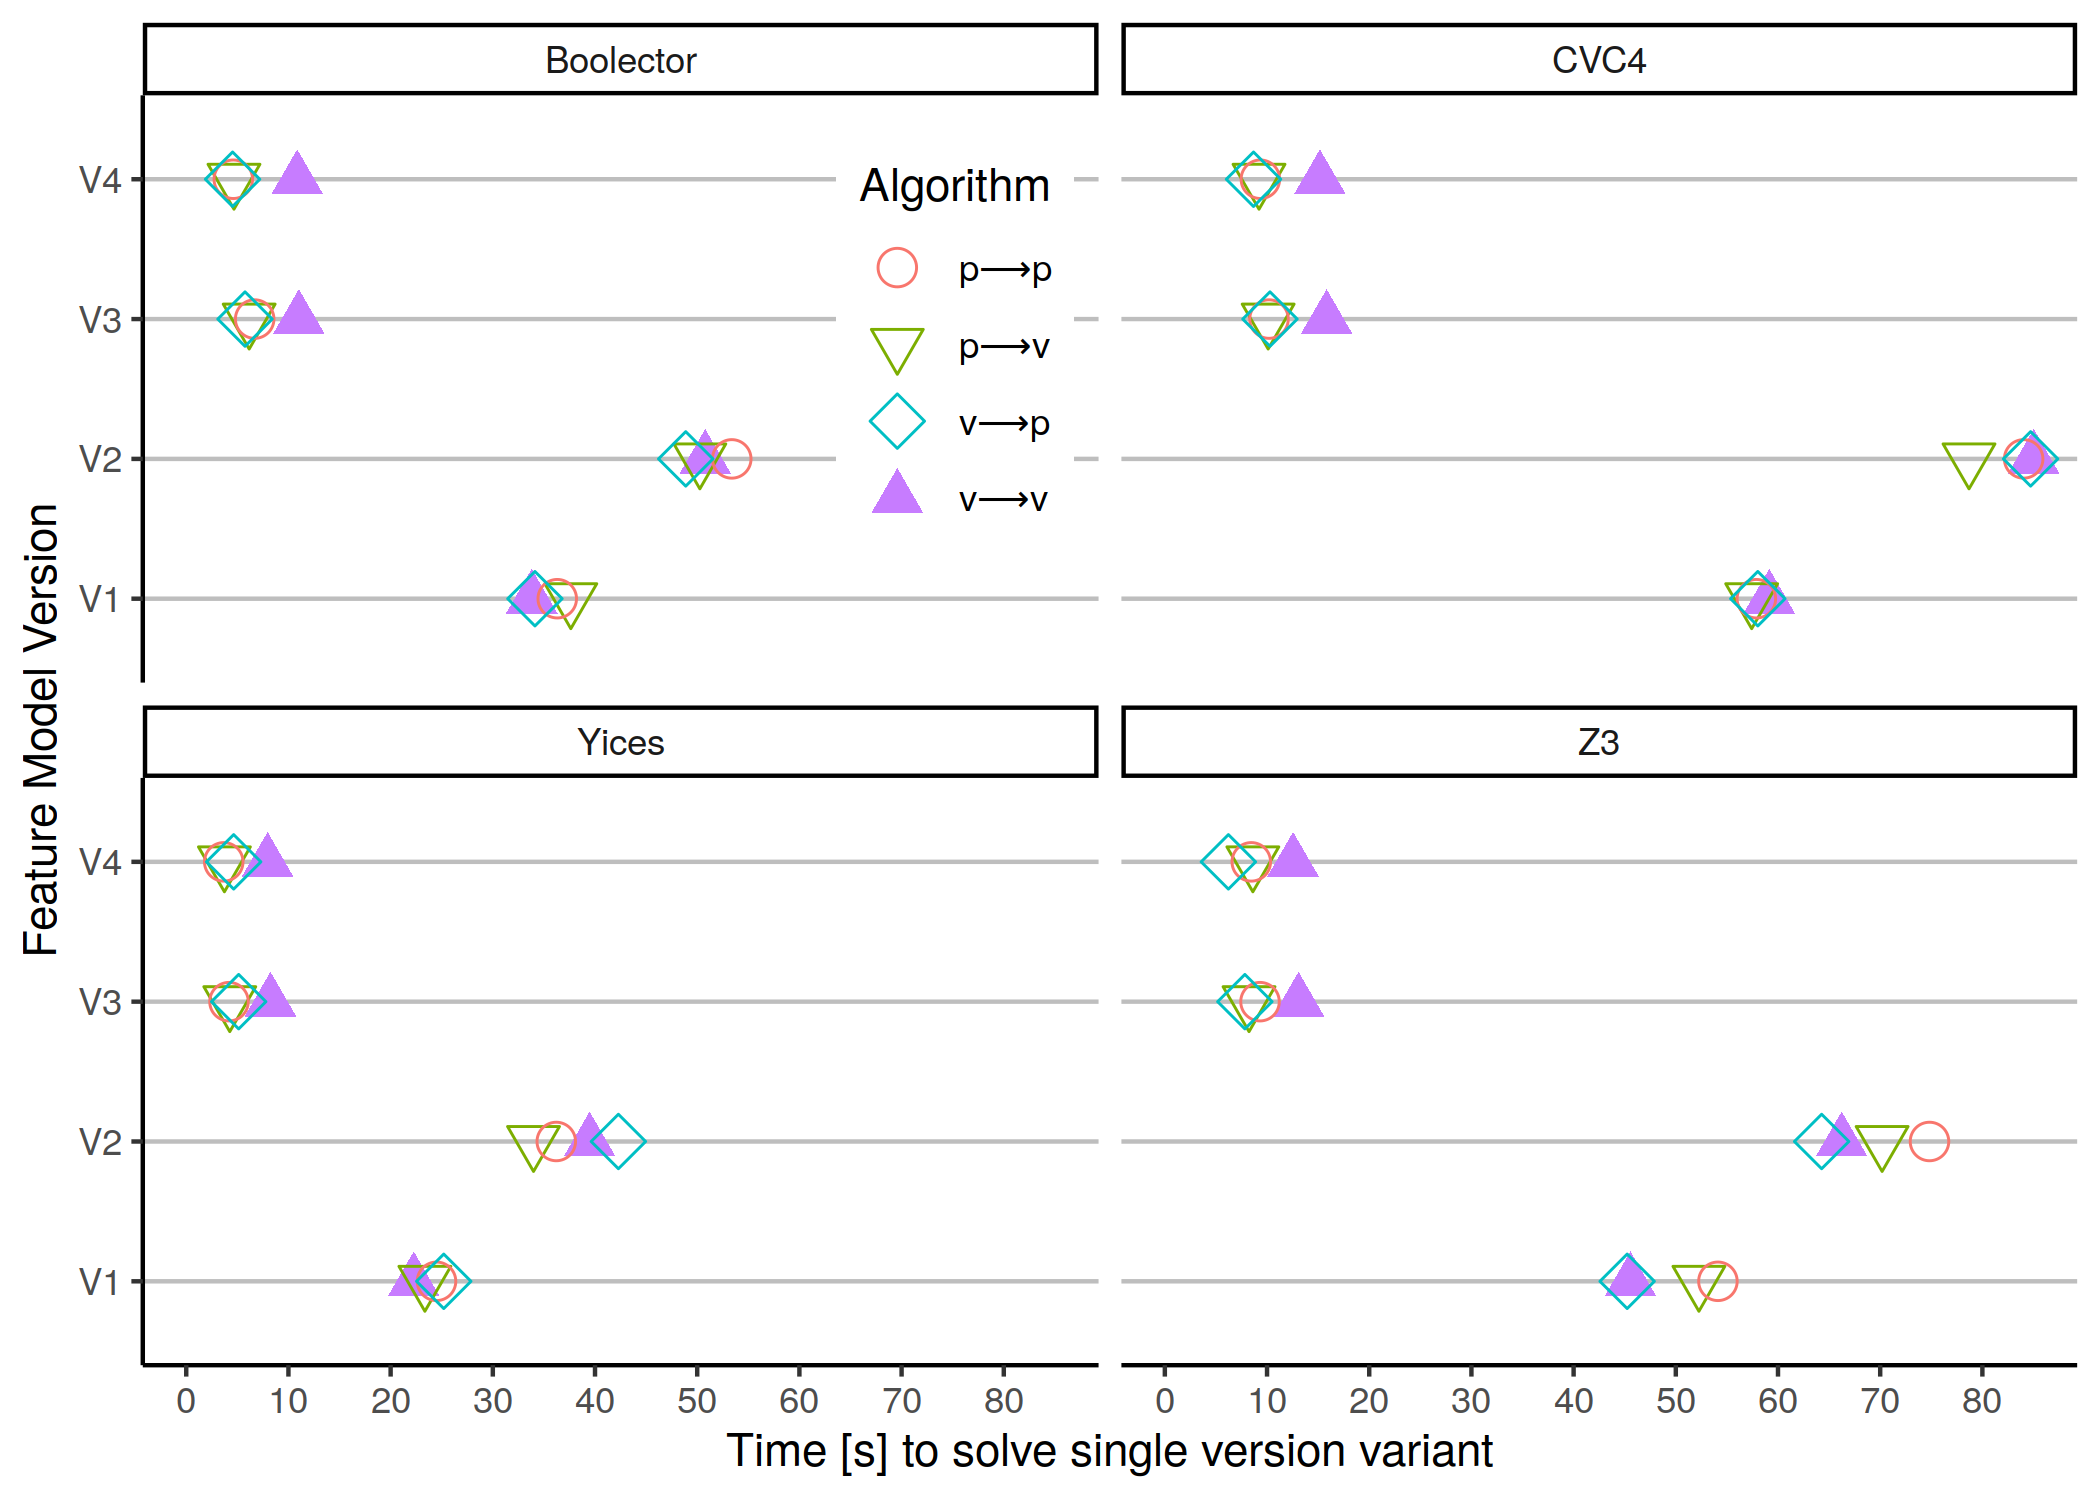 Boolector
CVC4
V4
V3
V2
V1
Algorithm
p⟶p
p⟶v
v⟶p
v⟶v
Feature Model Version
Yices
Z3
V4
V3
V2
V1
0 10 20 30 40 50 60 70 80
0 10 20 30 40 50 60 70 80
Time [s] to solve single version variant